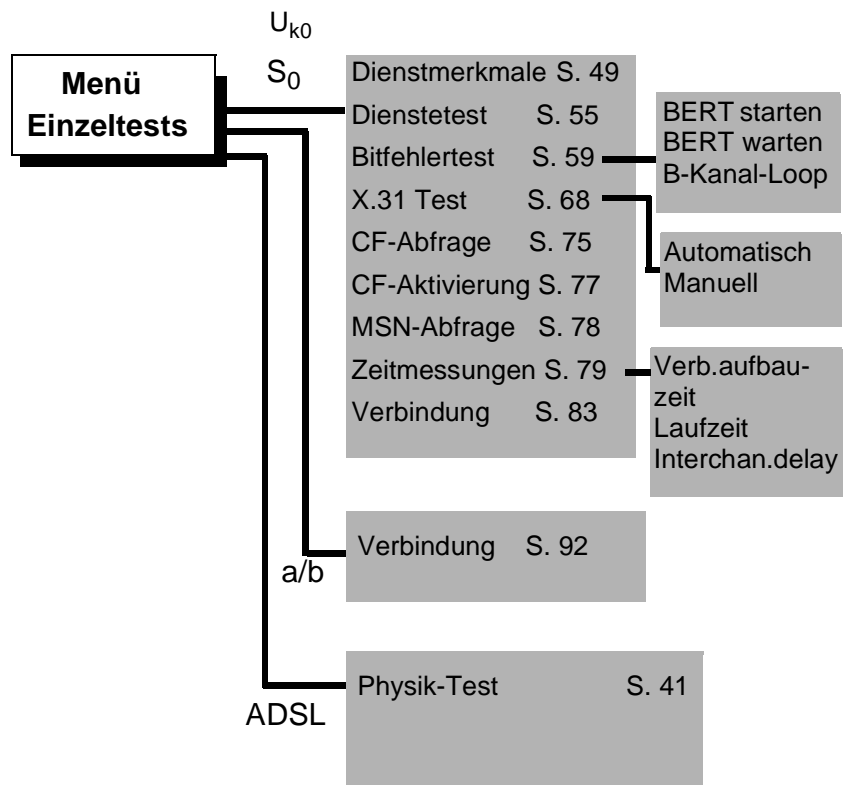 U_k0
S_0
Menü
Einzeltests
Dienstmerkmale S. 49
Dienstetest S. 55
Bitfehlertest S. 59
X.31 Test S. 68
CF-Abfrage S. 75
CF-Aktivierung S. 77
MSN-Abfrage S. 78
Zeitmessungen S. 79
Verbindung S. 83
BERT starten
BERT warten
B-Kanal-Loop
Automatisch
Manuell
Verb.aufbau-
zeit
Laufzeit
Interchan.delay
a/b
Verbindung S. 92
ADSL
Physik-Test S. 41